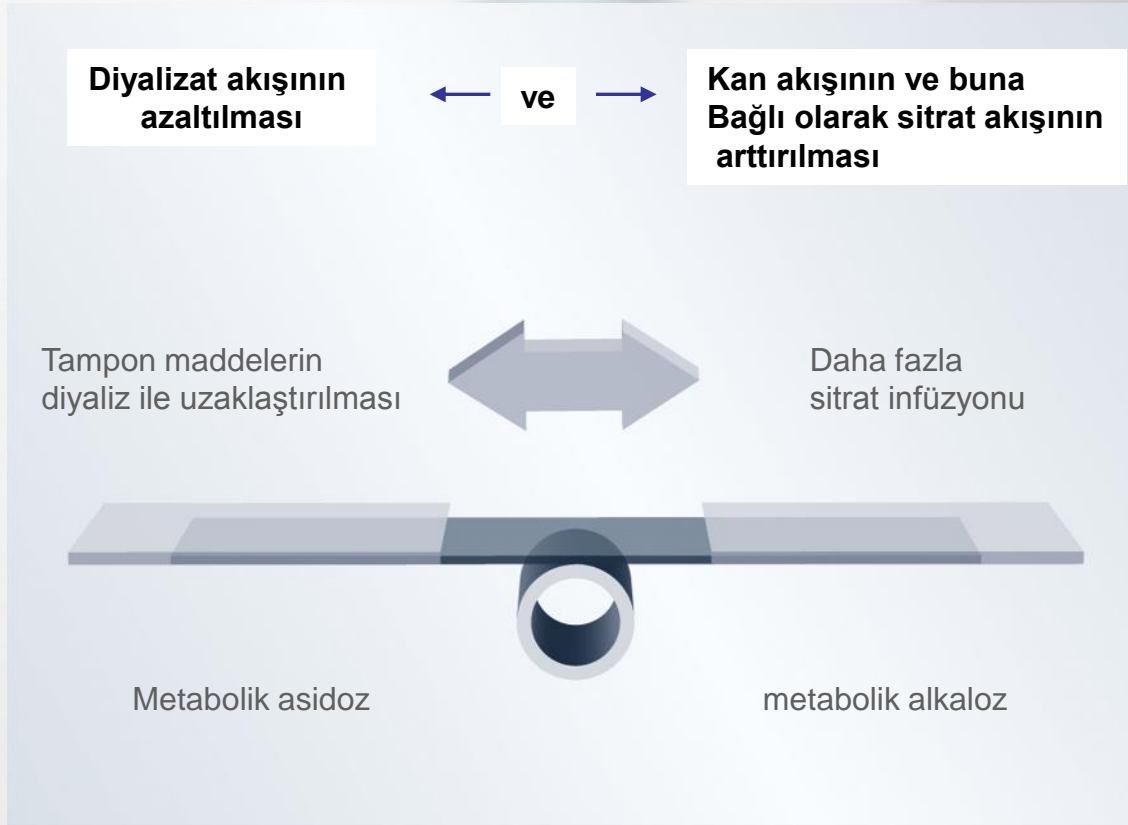 Diyalizat akışının
azaltılması
ve
Kan akışının ve buna
Bağlı olarak sitrat akışının
arttırılması
Tampon maddelerin
diyaliz ile uzaklaştırılması
Daha fazla
sitrat infüzyonu
Metabolik asidoz
metabolik alkaloz